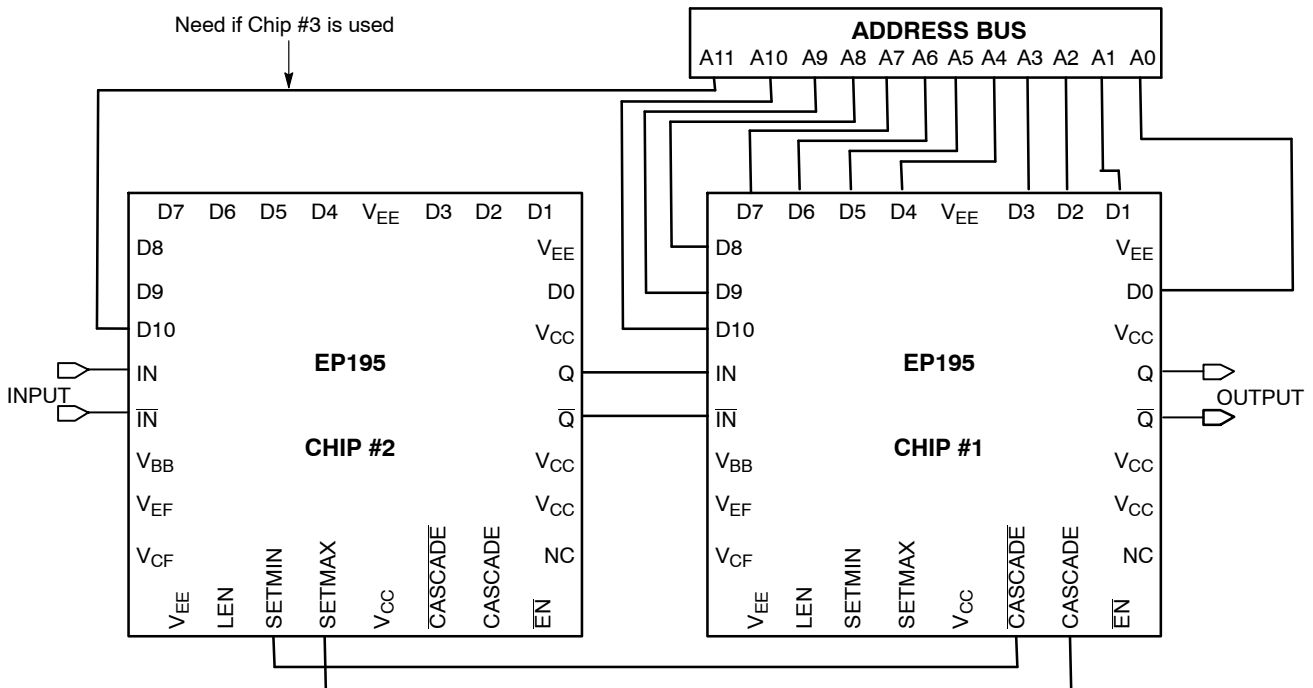 Need if Chip #3 is used
ADDRESS BUS
A11 A10 A9 A8 A7 A6 A5 A4 A3 A2 A1 A0
D7 D6 D5 D4 VEE D3 D2 D1
D8
VEE
D9
D0
D10
VCC
EP195
IN
Q
INPUT
IN
Q
CHIP #2
VBB
VCC
VEF
VCC
VCF
NC
VEE
LEN
SETMIN
SETMAX
VCC
CASCADE
CASCADE
EN
D7 D6 D5 D4 VEE D3 D2 D1
D8
VEE
D9
D0
D10
VCC
EP195
IN
Q
OUTPUT
IN
Q
CHIP #1
VBB
VCC
VEF
VCC
VCF
NC
VEE
LEN
SETMIN
SETMAX
VCC
CASCADE
CASCADE
EN